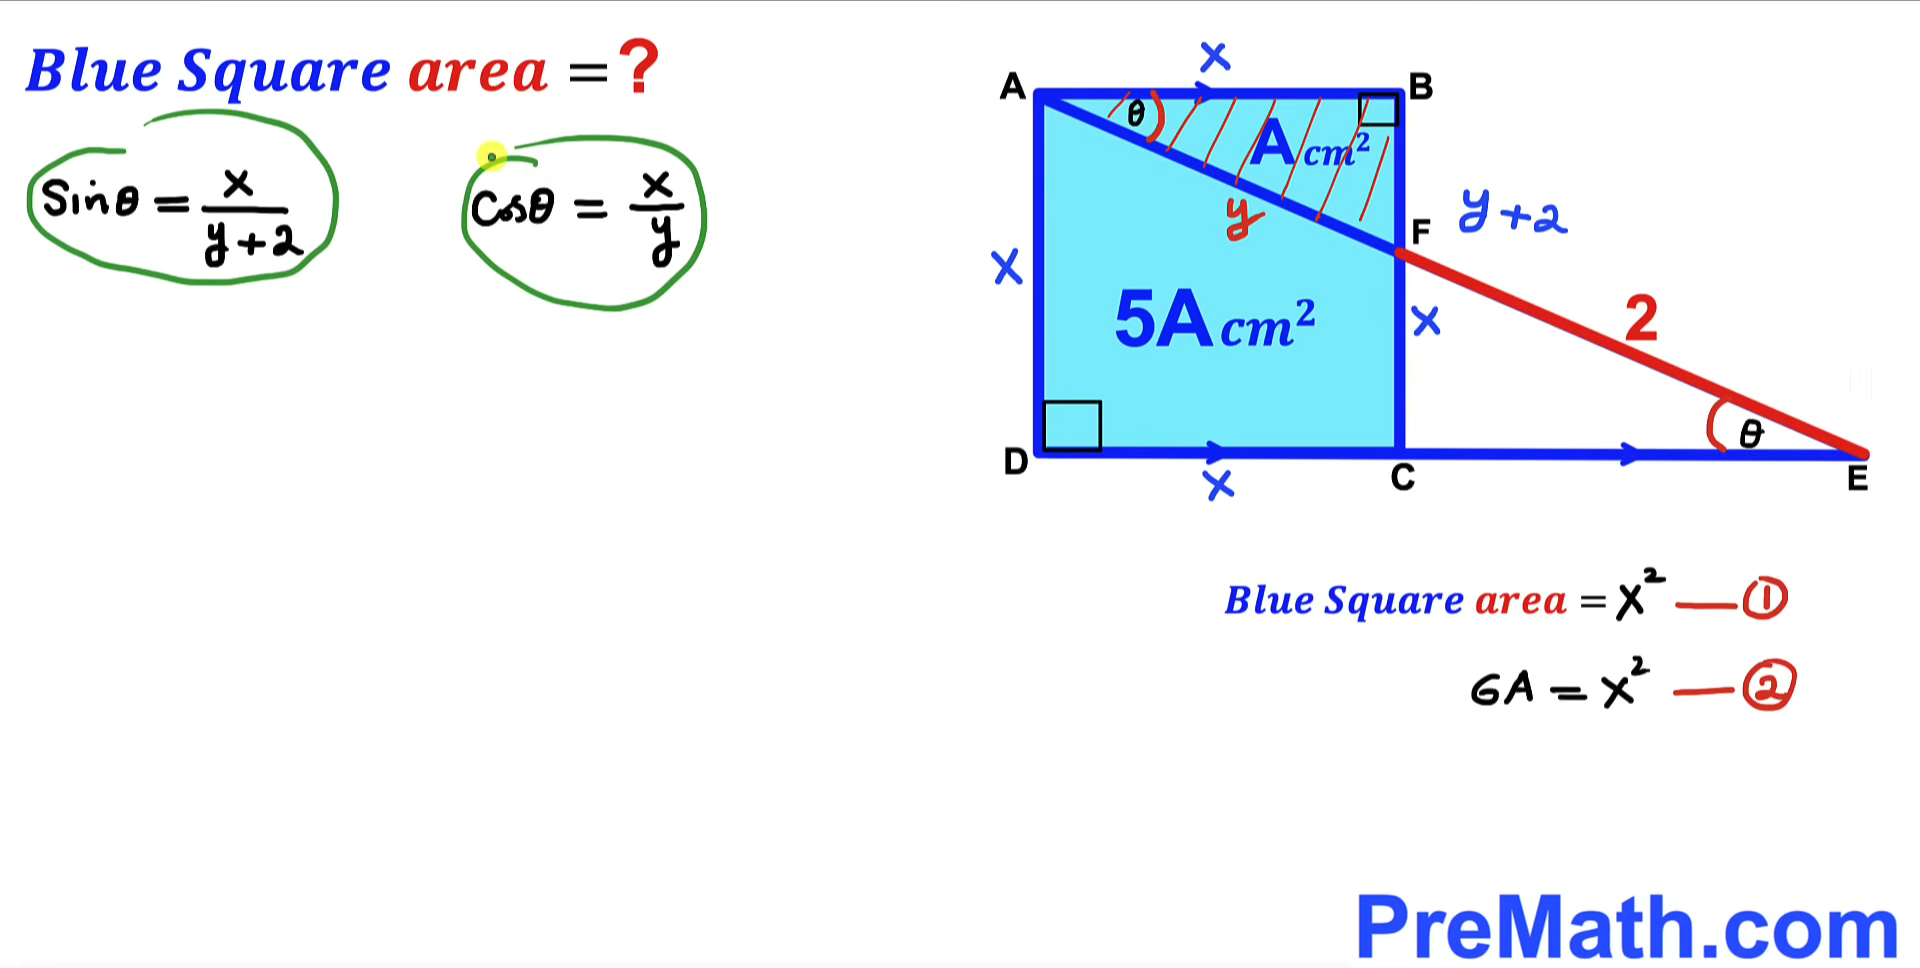 Blue Square area = ?
Sinθ = x / y+2
Cosθ = x / y
x
A
B
θ
A cm²
y
F
y+2
x
5A cm²
x
2
θ
D
x
C
E
Blue Square area = x² — ①
6A = x² — ②
PreMath.com